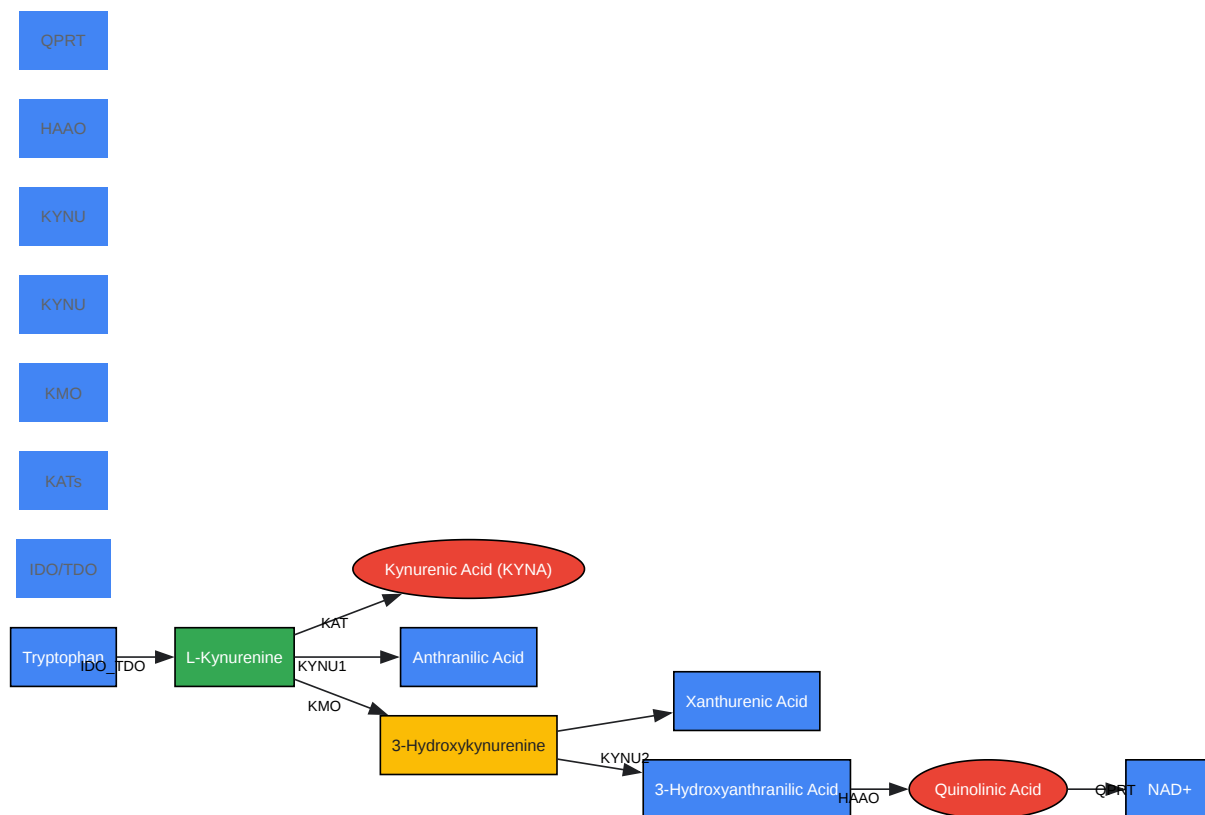 QPRT
HAAO
KYNU
KYNU
KMO
KATs
IDO/TDO
Kynurenic Acid (KYNA)
KAT
Tryptophan
IDO_TDO
L-Kynurenine
KYNU1
Anthranilic Acid
KMO
3-Hydroxykynurenine
Xanthurenic Acid
KYNU2
3-Hydroxyanthranilic Acid
HAAO
Quinolinic Acid
QPRT
NAD+